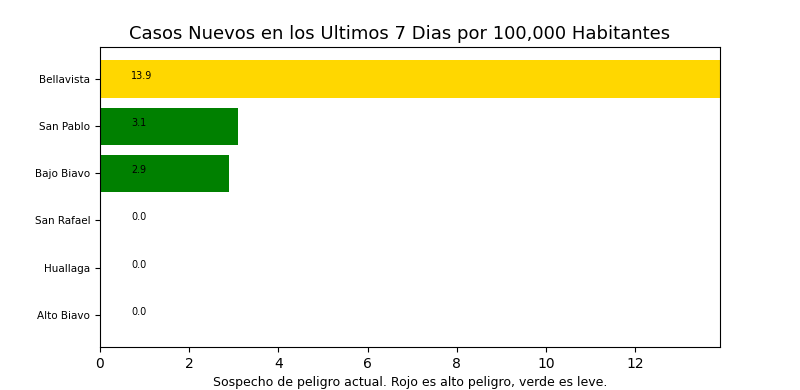 Casos Nuevos en los Ultimos 7 Dias por 100,000 Habitantes
Bellavista 13.9
San Pablo 3.1
Bajo Biavo 2.9
San Rafael 0.0
Huallaga 0.0
Alto Biavo 0.0
0 2 4 6 8 10 12
Sospecho de peligro actual. Rojo es alto peligro, verde es leve.